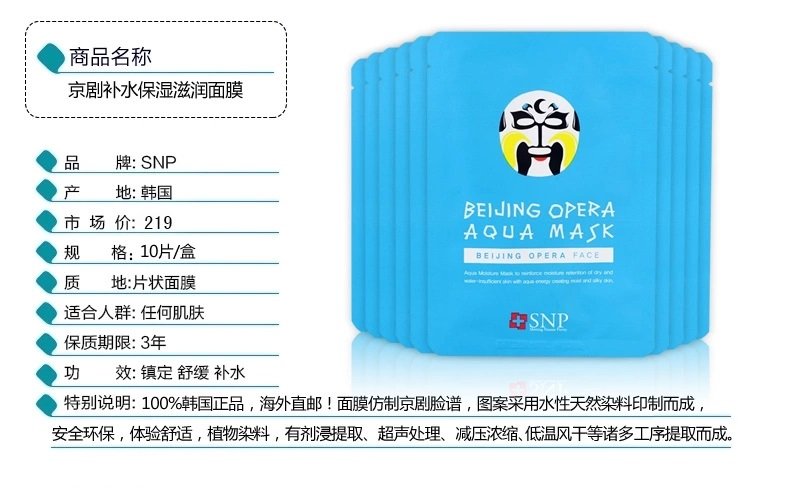 商品名称
京剧补水保湿滋润面膜
品 牌: SNP
产 地: 韩国
市 场 价: 219
规 格: 10片/盒
质 地:片状面膜
适合人群: 任何肌肤
保质期限: 3年
功 效: 镇定 舒缓 补水
特别说明: 100%韩国正品，海外直邮！面膜仿制京剧脸谱，图案采用水性天然染料印制而成，
安全环保，体验舒适，植物染料，有剂浸提取、超声处理、减压浓缩、低温风干等诸多工序提取而成。
BEIJING OPERA
AQUA MASK
BEIJING OPERA FACE
Aqua Moisture Mask to reinforce moisture retention of dry and
water-insufficient skin with aqua energy creating moist and silky skin.
SNP